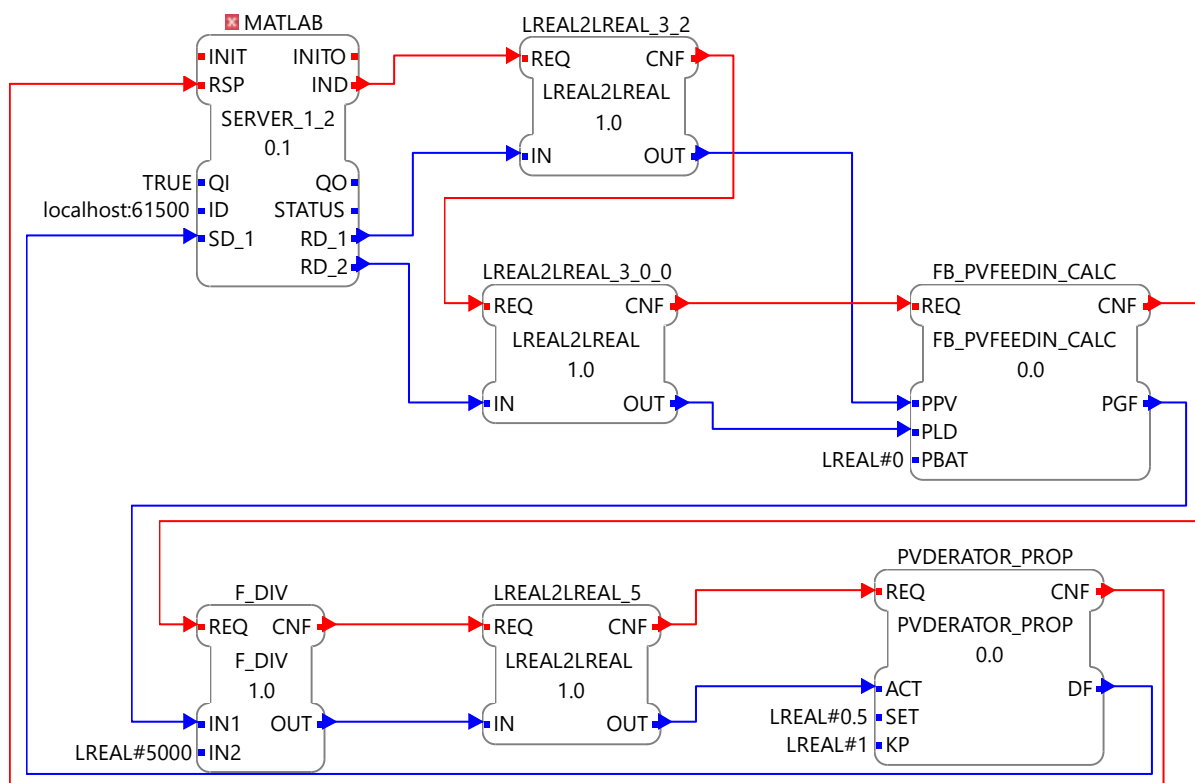 MATLAB
INIT INITO
RSP IND
SERVER_1_2
0.1
TRUE QI QO
localhost:61500 ID STATUS
SD_1 RD_1
RD_2
LREAL2LREAL_3_2
REQ CNF
LREAL2LREAL
1.0
IN OUT
LREAL2LREAL_3_0_0
REQ CNF
LREAL2LREAL
1.0
IN OUT
FB_PVFEEDIN_CALC
REQ CNF
FB_PVFEEDIN_CALC
0.0
PPV PGF
PLD
LREAL#0 PBAT
F_DIV
REQ CNF
F_DIV
1.0
IN1 OUT
LREAL#5000 IN2
LREAL2LREAL_5
REQ CNF
LREAL2LREAL
1.0
IN OUT
PVDERATOR_PROP
REQ CNF
PVDERATOR_PROP
0.0
ACT DF
LREAL#0.5 SET
LREAL#1 KP